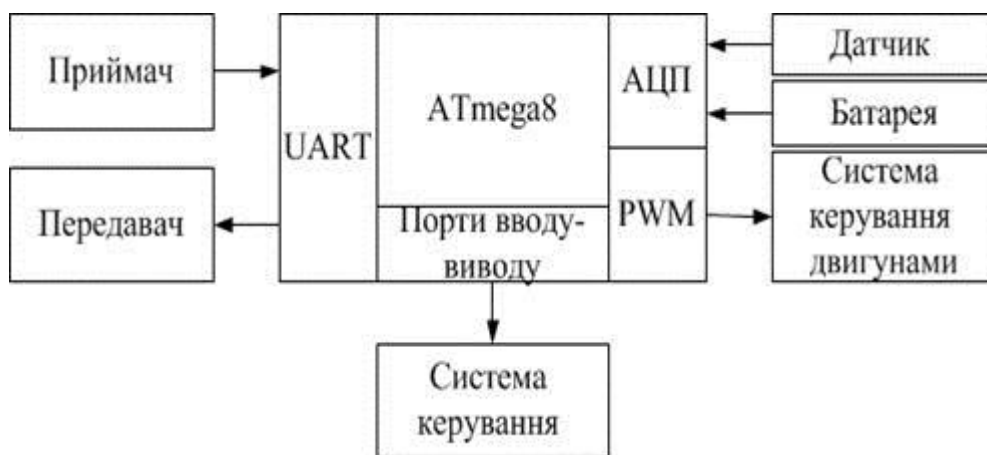 Приймач
Передавач
UART
ATmega8
Порти вводу-
виводу
АЦП
PWM
Датчик
Батарея
Система
керування
двигунами
Система
керування